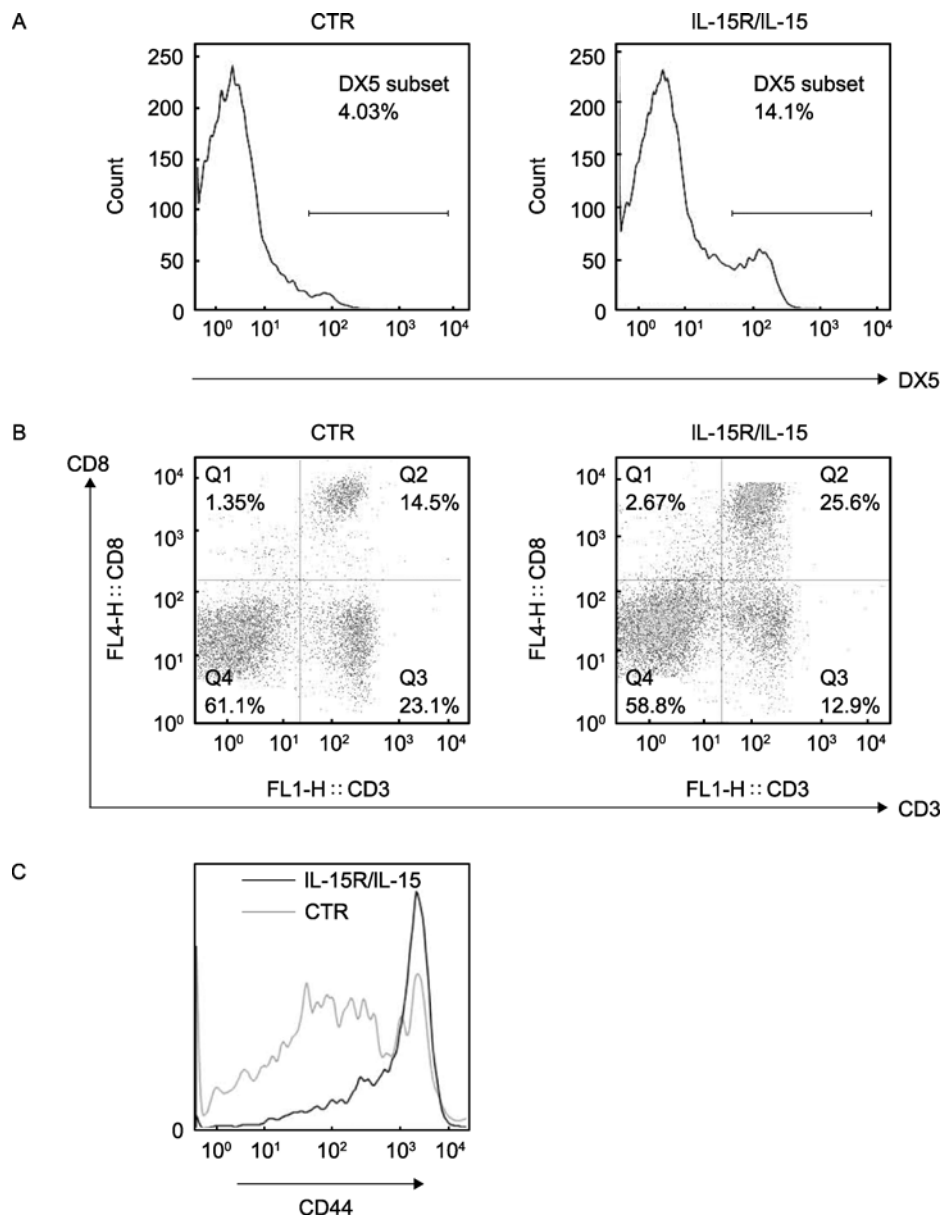 A
CTR
IL-15R/IL-15
250
200
150
100
50
0
Count
DX5 subset
4.03%
10⁰ 10¹ 10² 10³ 10⁴
250
200
150
100
50
0
Count
DX5 subset
14.1%
10⁰ 10¹ 10² 10³ 10⁴
DX5
B
CTR
IL-15R/IL-15
CD8
10⁴
10³
10²
10¹
10⁰
FL4-H :: CD8
Q1
1.35%
Q2
14.5%
Q4
61.1%
Q3
23.1%
10⁰ 10¹ 10² 10³ 10⁴
FL1-H :: CD3
10⁴
10³
10²
10¹
10⁰
FL4-H :: CD8
Q1
2.67%
Q2
25.6%
Q4
58.8%
Q3
12.9%
10⁰ 10¹ 10² 10³ 10⁴
FL1-H :: CD3
CD3
C
IL-15R/IL-15
CTR
0
10⁰ 10¹ 10² 10³ 10⁴
CD44